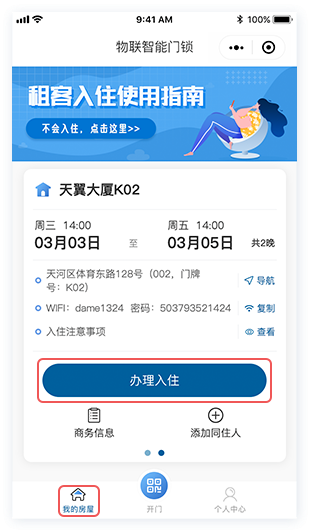 9:41 AM
100%
物联智能门锁
租客入住使用指南
不会入住，点击这里>>
天翼大厦K02
周三 14:00
周五 14:00
03月03日
至
03月05日
共2晚
天河区体育东路128号（002，门牌
号：K02）
导航
WIFI：dame1324 密码：503793521424
复制
入住注意事项
查看
办理入住
商务信息
添加同住人
我的房屋
开门
个人中心